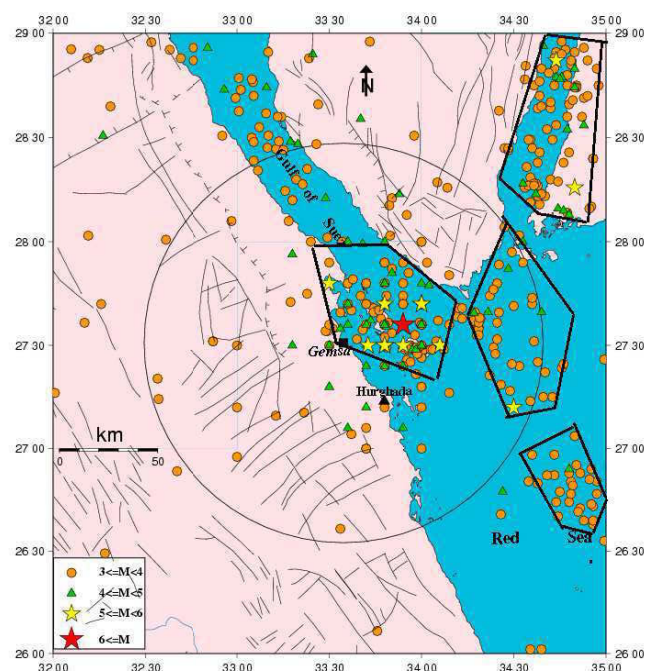 32 00 33 00 33 30 34 00 34 30 35 00
29 00 29 00
N
28 30 28 30
Gulf of Suez
28 00 28 00
27 30 27 30
Gemsa
Hurghada
km
0 50
27 00 27 00
26 30 Red Sea 26 30
3<=M<4
4<=M<5
5<=M<6
6<=M
26 00 26 00
32 00 32 30 33 00 33 30 34 00 34 30 35 00